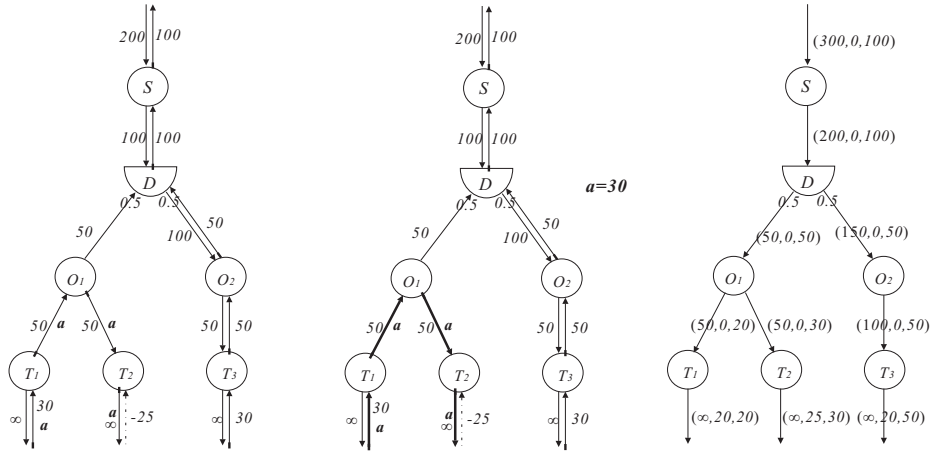 200 100
S
100 100
D
0.5 0.5
50 100 50
O1 O2
50 a 50 a 50 50
T1 T2 T3
∞ 30 a a ∞ -25 ∞ 30
200 100
S
100 100
D
0.5 0.5
50 100 50
O1 O2
50 a 50 a 50 50
T1 T2 T3
∞ 30 a a ∞ -25 ∞ 30
a=30
(300,0,100)
S
(200,0,100)
D
0.5 0.5
(50,0,50) (150,0,50)
O1 O2
(50,0,20) (50,0,30) (100,0,50)
T1 T2 T3
(∞,20,20) (∞,25,30) (∞,20,50)